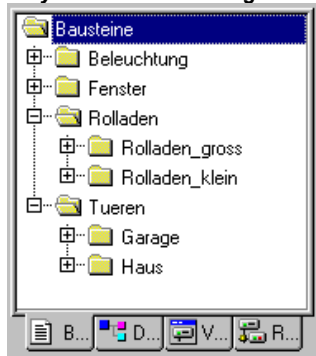 Bausteine
Beleuchtung
Fenster
Rolladen
Rolladen_gross
Rolladen_klein
Tueren
Garage
Haus
B... D... V... R...